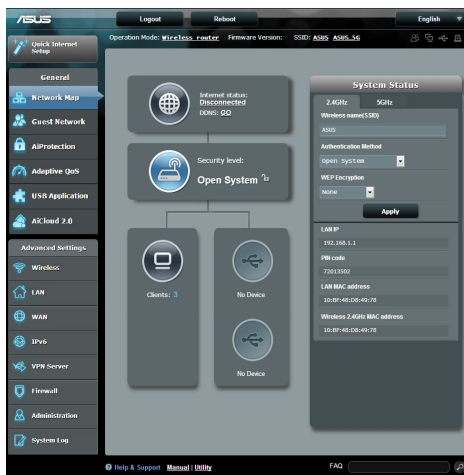 ASUS
Logout
Reboot
English
Quick Internet
Setup
Operation Mode: Wireless router Firmware Version: SSID: ASUS ASUS_5G
General
Network Map
Guest Network
AiProtection
Adaptive QoS
USB Application
AiCloud 2.0
Advanced Settings
Wireless
LAN
WAN
IPv6
VPN Server
Firewall
Administration
System Log
Internet status:
Disconnected
DDNS: GO
Security level:
Open System
Clients: 3
No Device
No Device
System Status
2.4GHz 5GHz
Wireless name(SSID)
ASUS
Authentication Method
Open System
WEP Encryption
None
Apply
LAN IP
192.168.1.1
PIN code
72013502
LAN MAC address
10:BF:48:D8:49:78
Wireless 2.4GHz MAC address
10:BF:48:D8:49:78
Help & Support Manual | Utility
FAQ